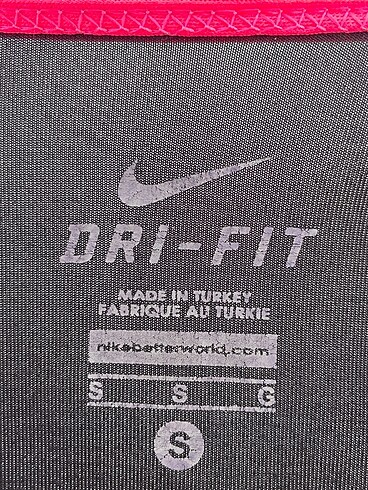 DRI-FIT
MADE IN TURKEY
FABRIQUE AU TURKIE
nikebetterworld.com
S S G
S